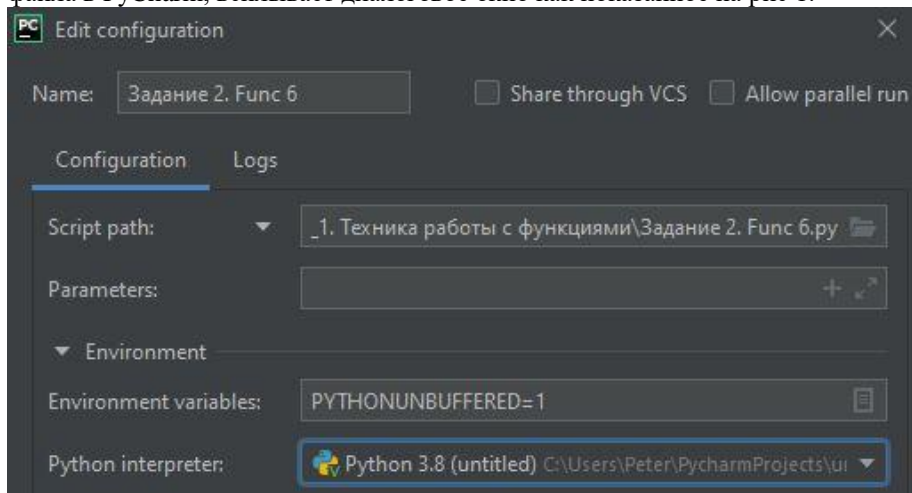 PC Edit configuration
Name: Задание 2. Func 6 Share through VCS Allow parallel run
Configuration Logs
Script path: _1. Техника работы с функциями\Задание 2. Func 6.py
Parameters:
Environment
Environment variables: PYTHONUNBUFFERED=1
Python interpreter: Python 3.8 (untitled) C:\Users\Peter\PycharmProjects\